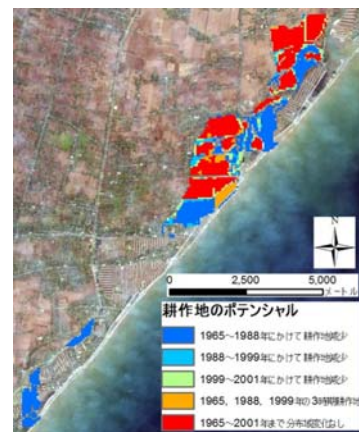 N
0 2,500 5,000
メートル
耕作地のポテンシャル
1965～1988年にかけて耕作地減少
1988～1999年にかけて耕作地減少
1999～2001年にかけて耕作地減少
1965, 1988, 1999年の3時期耕作地
1965～2001年まで分布域変化なし